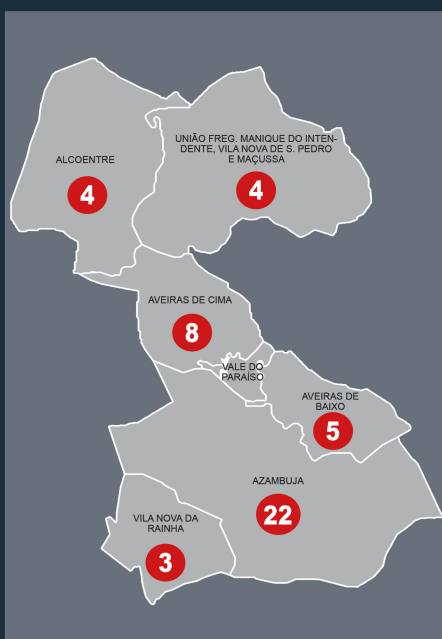 ALCOENTRE
4
UNIÃO FREG. MANIQUE DO INTEN-
DENTE, VILA NOVA DE S. PEDRO
E MAÇUSSA
4
AVEIRAS DE CIMA
8
VALE DO
PARAÍSO
AVEIRAS DE
BAIXO
5
AZAMBUJA
22
VILA NOVA DA
RAINHA
3